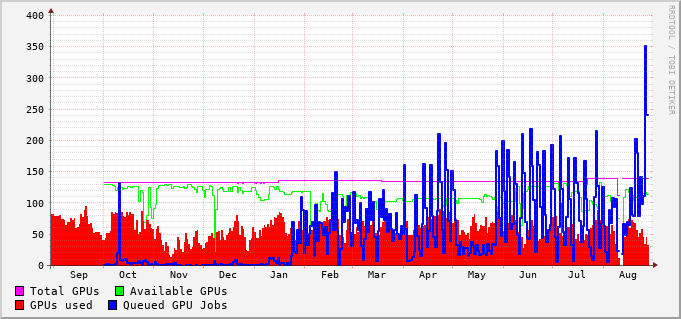 400
350
300
250
200
150
100
50
0
Sep Oct Nov Dec Jan Feb Mar Apr May Jun Jul Aug
Total GPUs Available GPUs
GPUs used Queued GPU Jobs
RRDTOOL / TOBI OETIKER